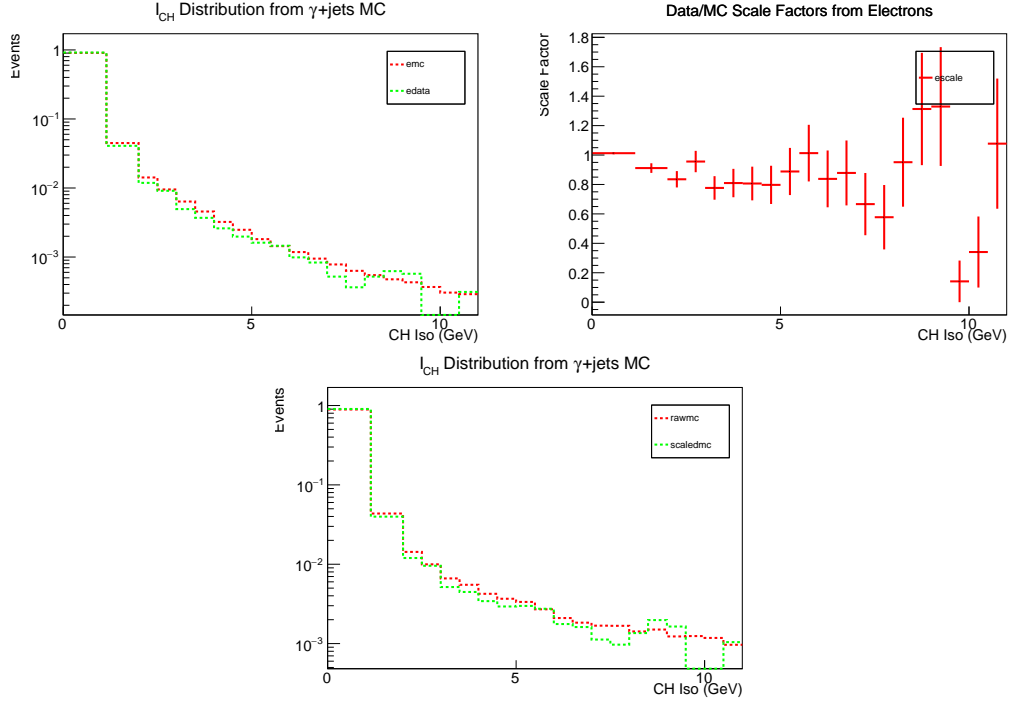 I_CH Distribution from γ+jets MC
Events
1
10^−1
10^−2
10^−3
0
5
10
CH Iso (GeV)
emc
edata
Data/MC Scale Factors from Electrons
Scale Factor
1.8
1.6
1.4
1.2
1
0.8
0.6
0.4
0.2
0
0
5
10
CH Iso (GeV)
escale
I_CH Distribution from γ+jets MC
Events
1
10^−1
10^−2
10^−3
0
5
10
CH Iso (GeV)
rawmc
scaledmc